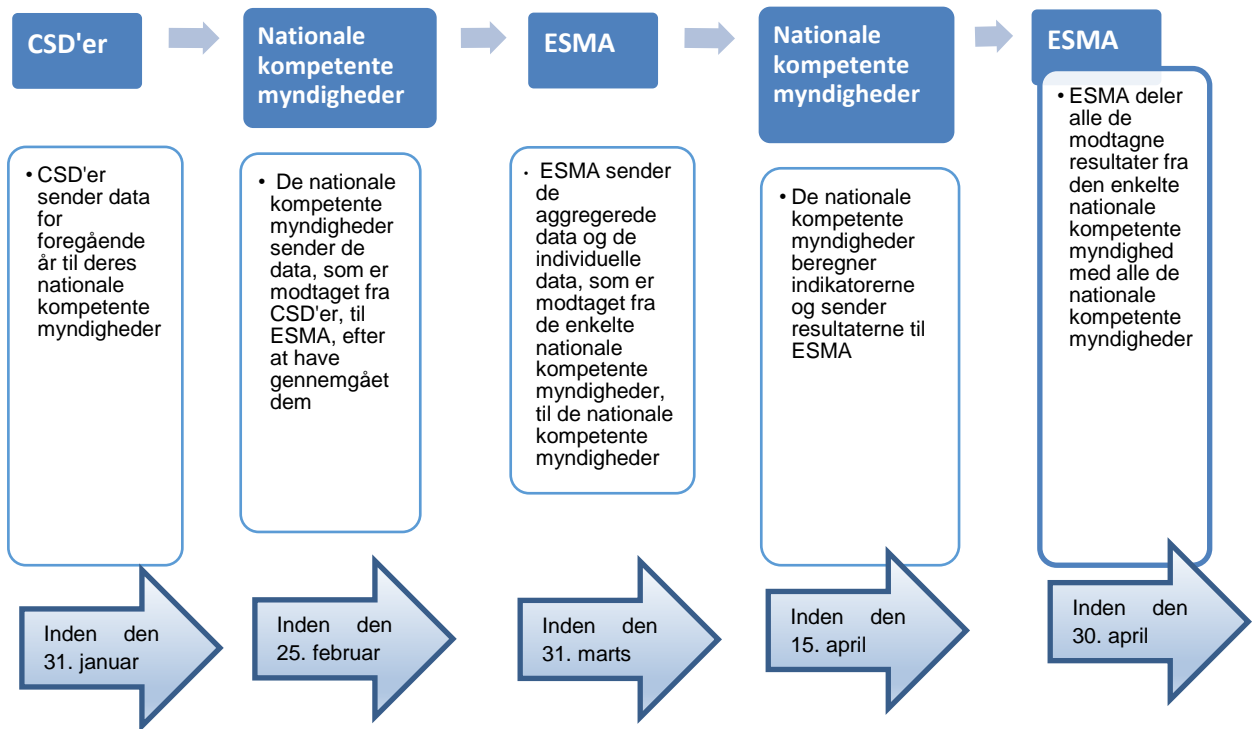 CSD'er
Nationale
kompetente
myndigheder
ESMA
Nationale
kompetente
myndigheder
ESMA
• CSD'er
sender data
for
foregående
år til deres
nationale
kompetente
myndigheder
• De nationale
kompetente
myndigheder
sender de
data, som er
modtaget fra
CSD'er, til
ESMA, efter
at have
gennemgået
dem
• ESMA sender
de
aggregerede
data og de
individuelle
data, som er
modtaget fra
de enkelte
nationale
kompetente
myndigheder,
til de nationale
kompetente
myndigheder
• De nationale
kompetente
myndigheder
beregner
indikatorerne
og sender
resultaterne til
ESMA
• ESMA deler
alle de
modtagne
resultater fra
den enkelte
nationale
kompetente
myndighed
med alle de
nationale
kompetente
myndigheder
Inden den
31. januar
Inden den
25. februar
Inden den
31. marts
Inden den
15. april
Inden den
30. april